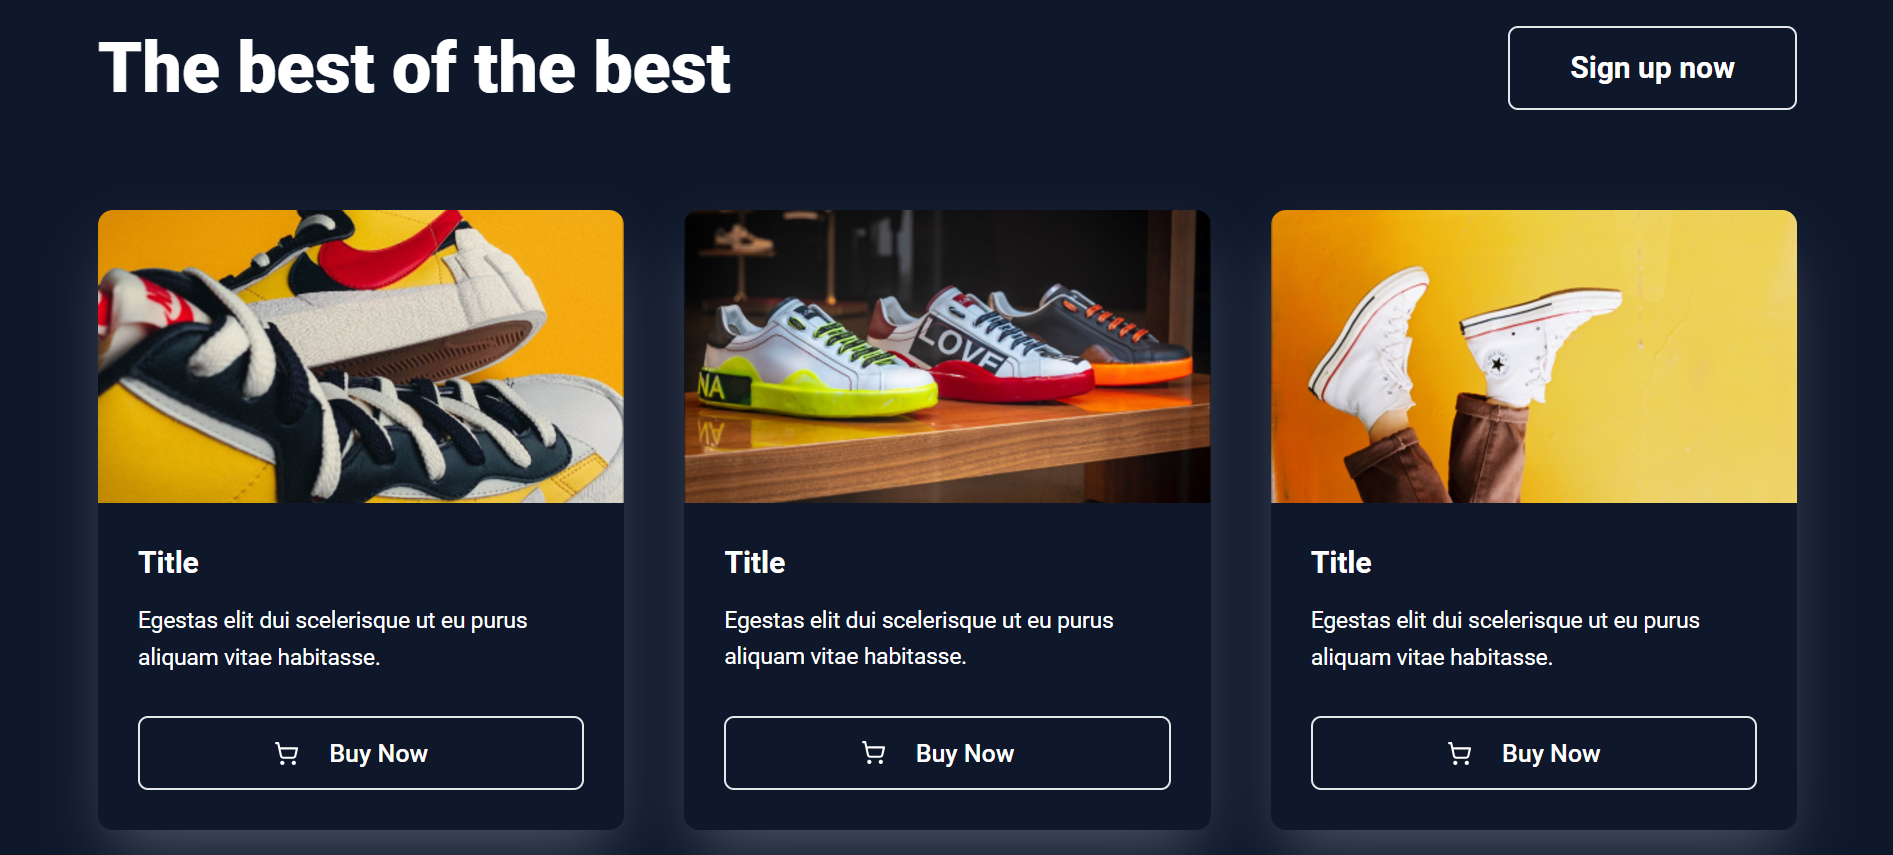 The best of the best
Sign up now
NA
LOVE
Title
Egestas elit dui scelerisque ut eu purus
aliquam vitae habitasse.
Buy Now
Title
Egestas elit dui scelerisque ut eu purus
aliquam vitae habitasse.
Buy Now
Title
Egestas elit dui scelerisque ut eu purus
aliquam vitae habitasse.
Buy Now